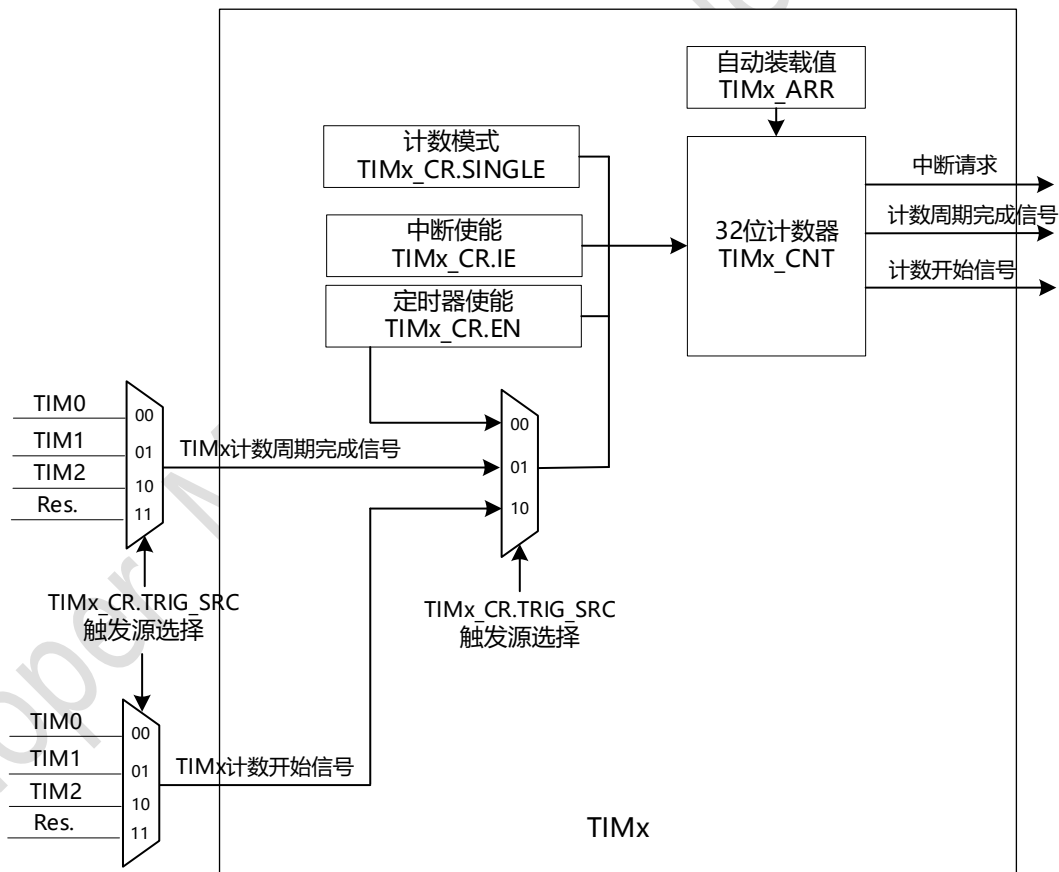 自动装载值
TIMx_ARR
计数模式
TIMx_CR.SINGLE
中断请求
中断使能
TIMx_CR.IE
32位计数器
TIMx_CNT
计数周期完成信号
计数开始信号
定时器使能
TIMx_CR.EN
TIM0
00
00
TIM1
01
TIMx计数周期完成信号
01
TIM2
10
Res.
11
10
TIMx_CR.TRIG_SRC
触发源选择
TIMx_CR.TRIG_SRC
触发源选择
TIM0
00
TIM1
01
TIMx计数开始信号
TIM2
10
Res.
11
TIMx